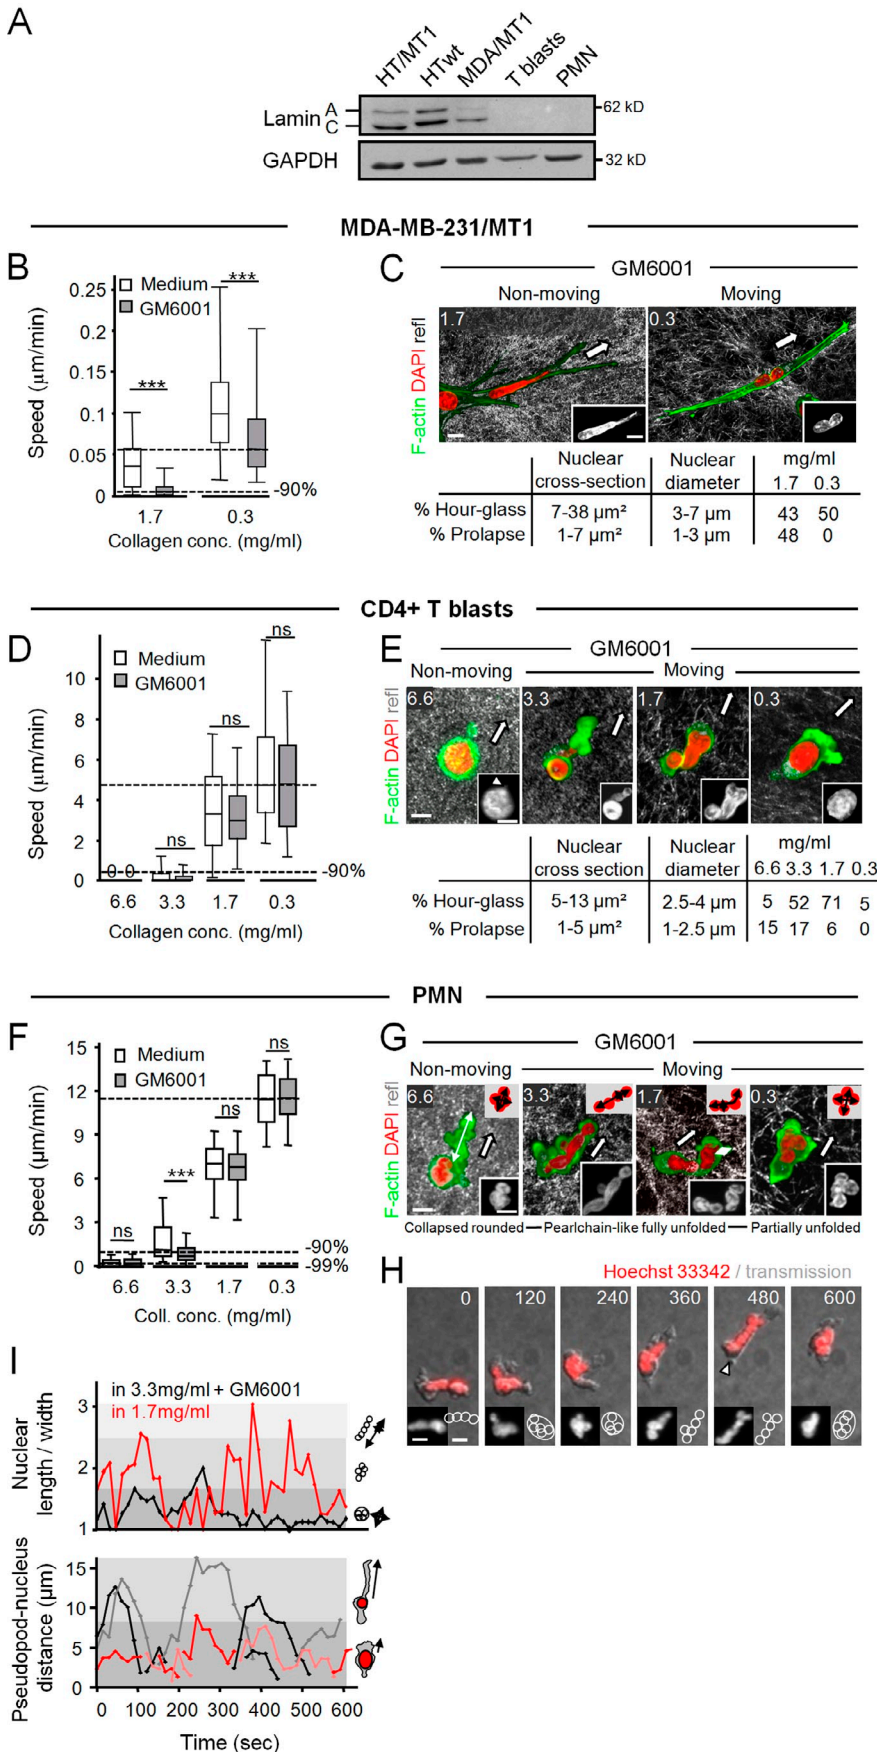 A
HT/MT1 HTwt MDA/MT1 T blasts PMN
Lamin A
C
62 kD
GAPDH
32 kD
MDA-MB-231/MT1
B
Medium
GM6001
***
***
0.25
0.2
0.15
0.1
0.05
0
Speed (µm/min)
-90%
1.7 0.3
Collagen conc. (mg/ml)
C
GM6001
Non-moving Moving
F-actin DAPI refl
1.7 0.3
Nuclear cross-section Nuclear diameter mg/ml
1.7 0.3
% Hour-glass 7-38 µm² 3-7 µm 43 50
% Prolapse 1-7 µm² 1-3 µm 48 0
CD4+ T blasts
D
Medium
GM6001
ns
ns
ns
10
8
6
4
2
0
Speed (µm/min)
0 0
-90%
6.6 3.3 1.7 0.3
Collagen conc. (mg/ml)
E
GM6001
Non-moving Moving
F-actin DAPI refl
6.6 3.3 1.7 0.3
Nuclear cross section Nuclear diameter mg/ml
6.6 3.3 1.7 0.3
% Hour-glass 5-13 µm² 2.5-4 µm 5 52 71 5
% Prolapse 1-5 µm² 1-2.5 µm 15 17 6 0
PMN
F
Medium
GM6001
ns
ns
***
ns
15
12
9
6
3
0
Speed (µm/min)
-90%
-99%
6.6 3.3 1.7 0.3
Coll. conc. (mg/ml)
G
GM6001
Non-moving Moving
F-actin DAPI refl
6.6 3.3 1.7 0.3
Collapsed rounded Pearlchain-like fully unfolded Partially unfolded
H
Hoechst 33342 / transmission
0 120 240 360 480 600
I
in 3.3mg/ml + GM6001
in 1.7mg/ml
3
2
1
Nuclear length / width
15
10
5
0
Pseudopod-nucleus distance (µm)
0 100 200 300 400 500 600
Time (sec)